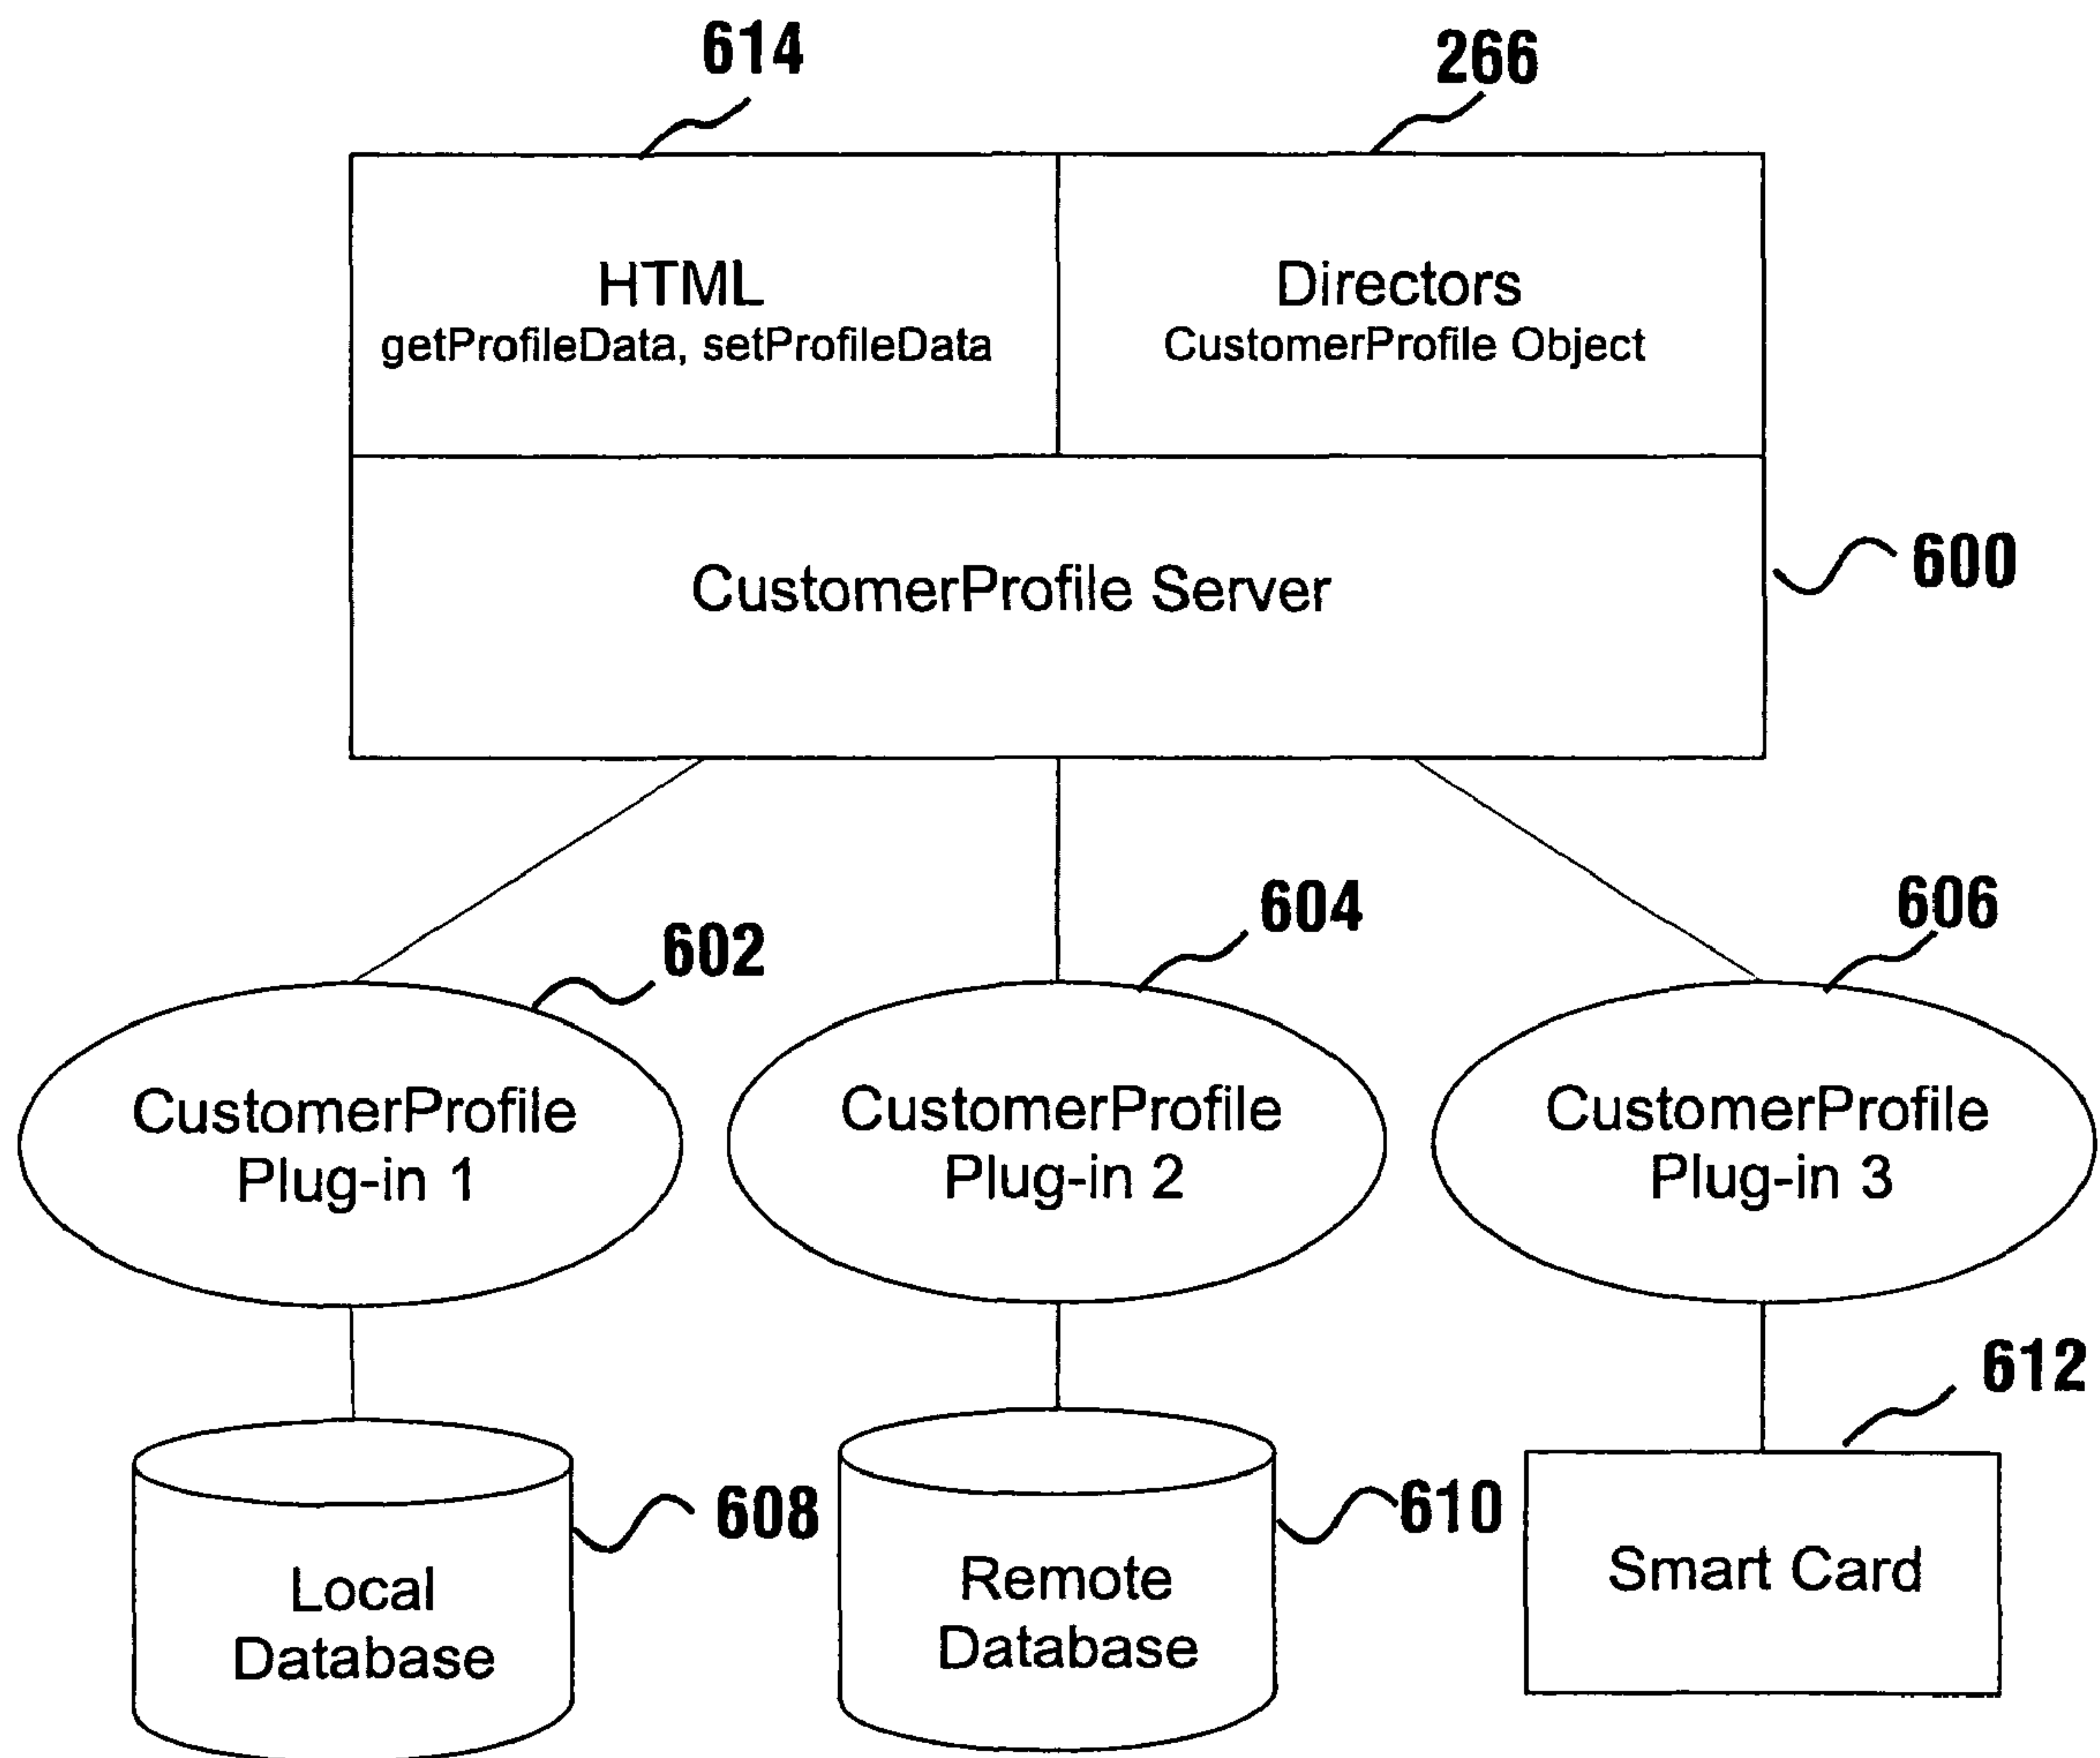 614
266
HTML
getProfileData, setProfileData
Directors
CustomerProfile Object
CustomerProfile Server
600
602
604
606
CustomerProfile
Plug-in 1
CustomerProfile
Plug-in 2
CustomerProfile
Plug-in 3
612
608
610
Local
Database
Remote
Database
Smart Card